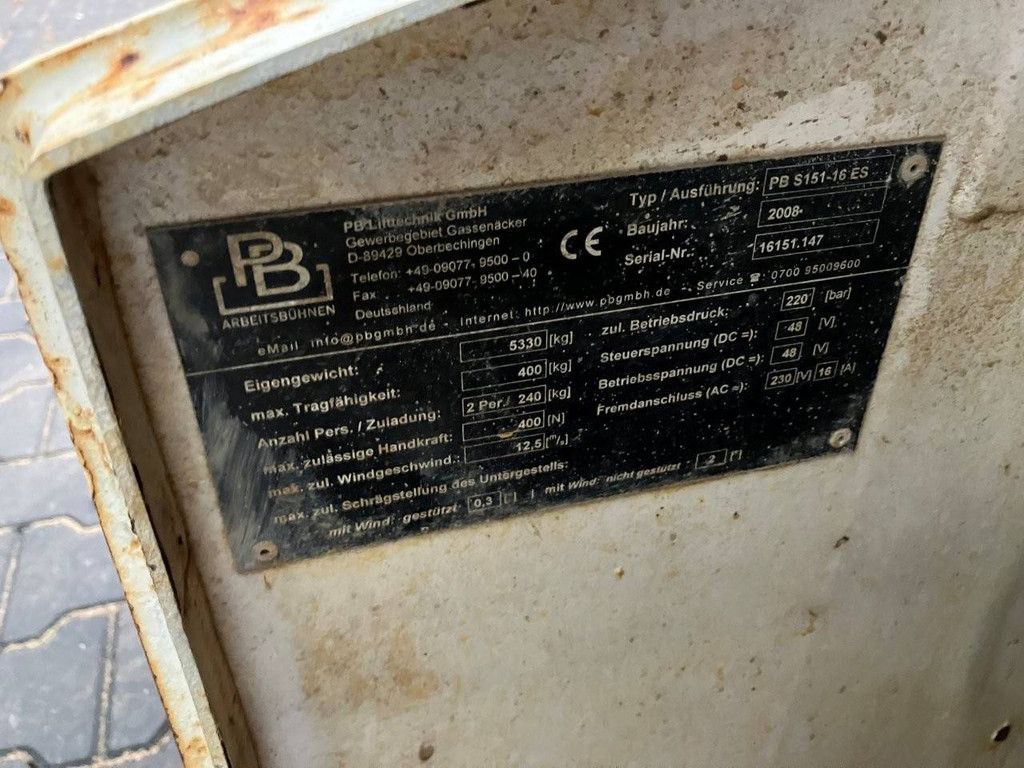 PB
ARBEITSBÜHNEN
PB Lifttechnik GmbH
Gewerbegebiet Gassenäcker
D-89429 Oberbechingen
Telefon: +49-09077- 9500 – 0
Fax : +49-09077- 9500 – 40
Deutschland
CE
Typ / Ausführung: PB S151-16 ES
Baujahr: 2008
Serial-Nr.: 16151.147
eMail info@pbgmbh.de - Internet: http://www.pbgmbh.de - Service ☎: 0700 95009600
Eigengewicht: 5330 [kg]
max. Tragfähigkeit: 400 [kg]
Anzahl Pers. / Zuladung: 2 Per. / 240 [kg]
max. zulässige Handkraft: 400 [N]
max. zul. Windgeschwind.: 12,5 [m/s]
max. zul. Schrägstellung des Untergestells:
mit Wind: gestützt 0,3 [°] | mit Wind: nicht gestützt 2 [°]
zul. Betriebsdruck: 220 [bar]
Steuerspannung (DC =): 48 [V]
Betriebsspannung (DC =): 48 [V]
Fremdanschluss (AC ≈): 230 [V] 16 [A]